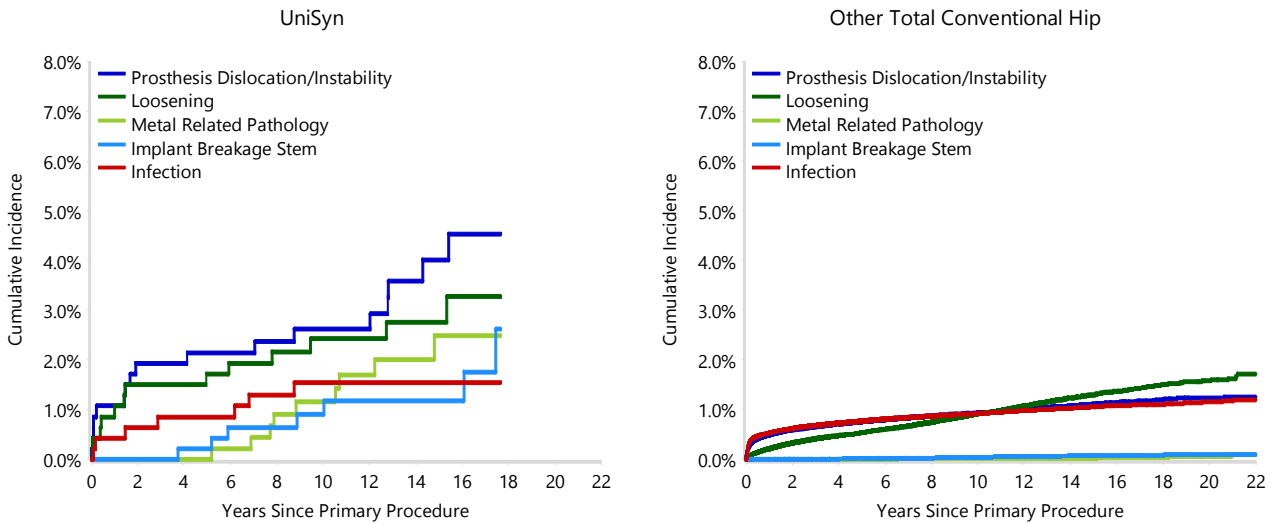 UniSyn
8.0%
7.0%
6.0%
5.0%
4.0%
3.0%
2.0%
1.0%
0.0%
Cumulative Incidence
Prosthesis Dislocation/Instability
Loosening
Metal Related Pathology
Implant Breakage Stem
Infection
0 2 4 6 8 10 12 14 16 18 20 22
Years Since Primary Procedure
Other Total Conventional Hip
8.0%
7.0%
6.0%
5.0%
4.0%
3.0%
2.0%
1.0%
0.0%
Cumulative Incidence
Prosthesis Dislocation/Instability
Loosening
Metal Related Pathology
Implant Breakage Stem
Infection
0 2 4 6 8 10 12 14 16 18 20 22
Years Since Primary Procedure